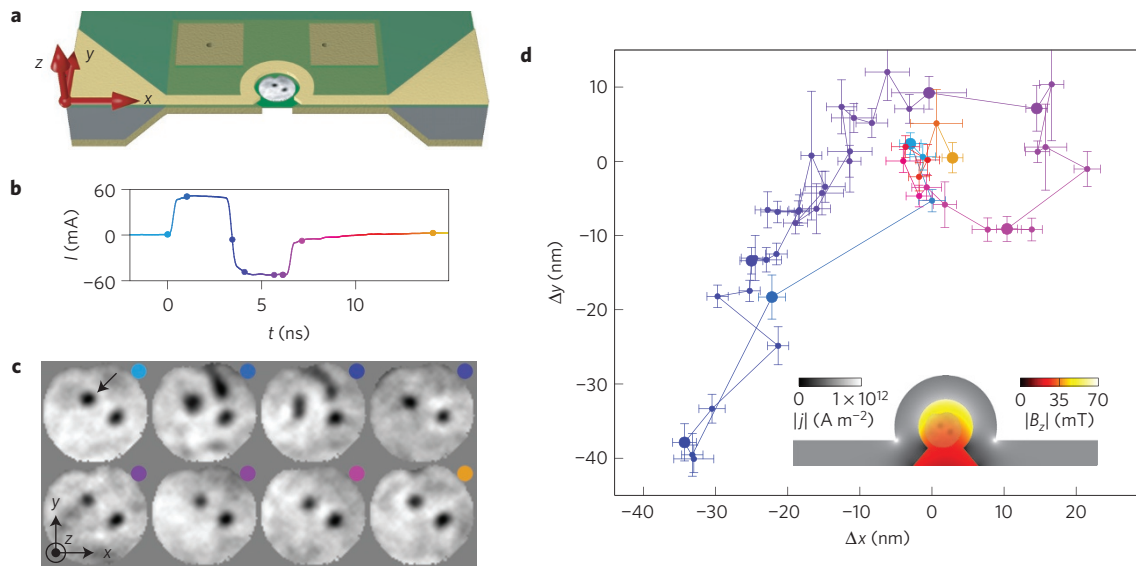 a
z
y
x
b
I (mA)
60
0
−60
0
5
10
t (ns)
c
y
z
x
d
Δy (nm)
10
0
−10
−20
−30
−40
−40
−30
−20
−10
0
10
20
Δx (nm)
0
1 × 10¹²
|j| (A m⁻²)
0
35
70
|B_z| (mT)